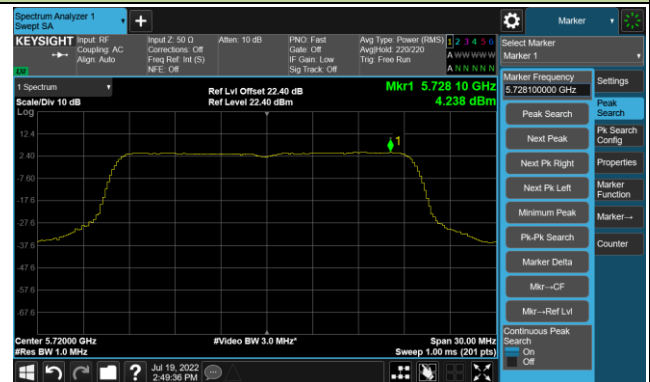 Spectrum Analyzer 1
Swept SA
Marker
KEYSIGHT
Input: RF
Coupling: AC
Align: Auto
Input Z: 50 Ω
Corrections: Off
Freq Ref: Int (S)
NFE: Off
Atten: 10 dB
PNO: Fast
Gate: Off
IF Gain: Low
Sig Track: Off
Avg Type: Power (RMS)
Avg|Hold: 220/220
Trig: Free Run
1 2 3 4 5 6
A W W W W W
A N N N N N
Select Marker
Marker 1
1 Spectrum
Scale/Div 10 dB
Log
Ref Lvl Offset 22.40 dB
Ref Level 22.40 dBm
Mkr1 5.728 10 GHz
4.238 dBm
12.4
2.40
-7.60
-17.6
-27.6
-37.6
-47.6
-57.6
-67.6
1
Center 5.72000 GHz
#Res BW 1.0 MHz
#Video BW 3.0 MHz*
Span 30.00 MHz
Sweep 1.00 ms (201 pts)
Marker Frequency
5.728100000 GHz
Peak Search
Next Peak
Next Pk Right
Next Pk Left
Minimum Peak
Pk-Pk Search
Marker Delta
Mkr→CF
Mkr→Ref Lvl
Continuous Peak
Search
On
Off
Settings
Peak
Search
Pk Search
Config
Properties
Marker
Function
Marker→
Counter
Jul 19, 2022
2:49:36 PM